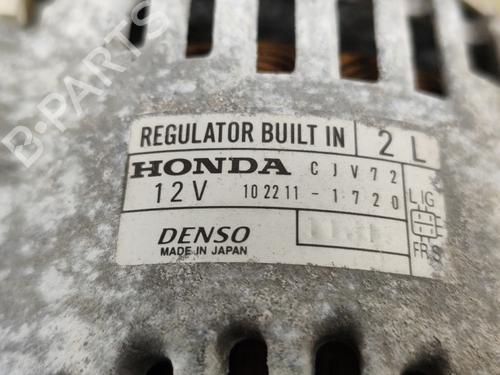 B-PARTS
REGULATOR BUILT IN 2 L
HONDA CJV72
12V 102211-1720
L IG
FR S
DENSO
MADE IN JAPAN